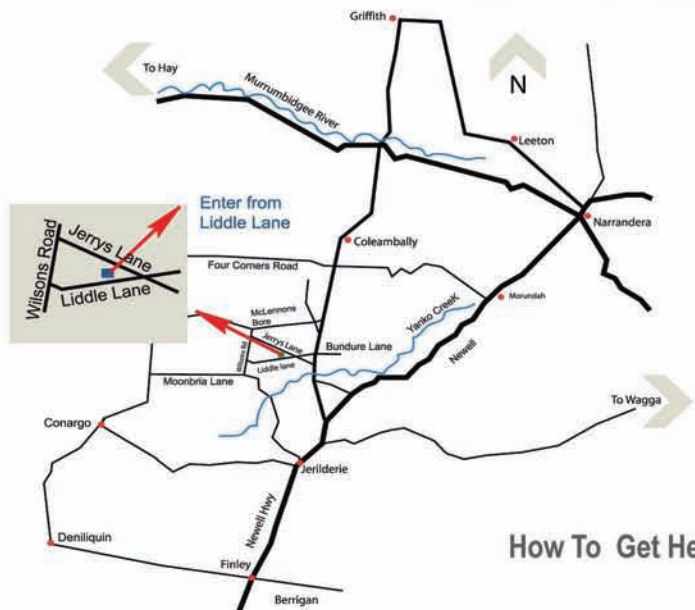 Griffith
To Hay
N
Murrumbidgee River
Leeton
Enter from
Liddle Lane
Narrandera
Wilsons Road
Jerrys Lane
Liddle Lane
Coleambally
Four Corners Road
Morundah
Yanko CreeK
McLennons
Bore
Newell
Jerrys Lane
Wilsons Rd
Bundure Lane
Liddle lane
Moonbria Lane
To Wagga
Conargo
Jerilderie
Newell Hwy
Deniliquin
How To Get He
Finley
Berrigan